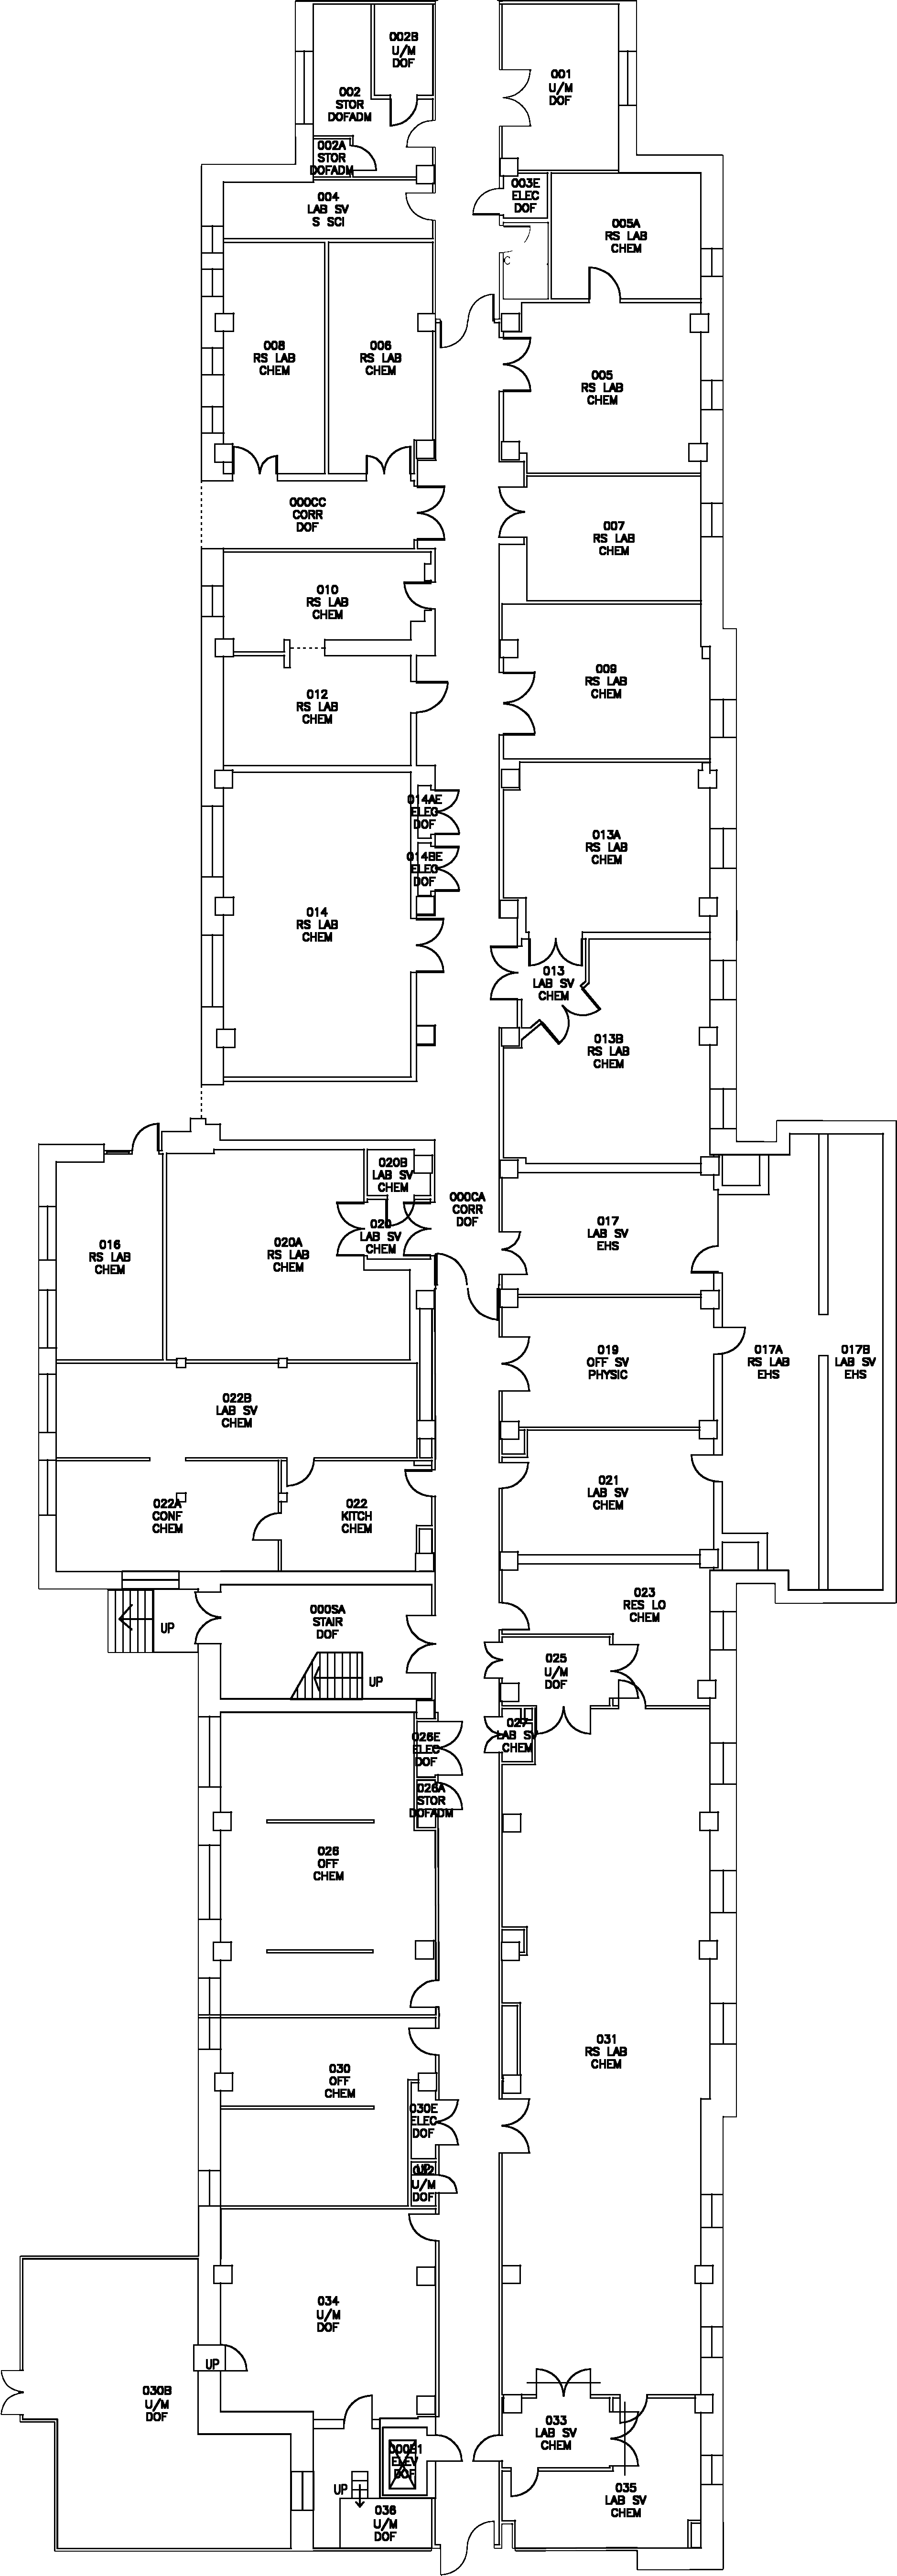 002B
U/M
DOF
001
U/M
DOF
002
STOR
DOFADM
002A
STOR
DOFADM
003E
ELEC
DOF
004
LAB SV
S SCI
005A
RS LAB
CHEM
C
008
RS LAB
CHEM
006
RS LAB
CHEM
005
RS LAB
CHEM
000CC
CORR
DOF
007
RS LAB
CHEM
010
RS LAB
CHEM
009
RS LAB
CHEM
012
RS LAB
CHEM
014AE
ELEC
DOF
013A
RS LAB
CHEM
014BE
ELEC
DOF
014
RS LAB
CHEM
013
LAB SV
CHEM
013B
RS LAB
CHEM
020B
LAB SV
CHEM
000CA
CORR
DOF
016
RS LAB
CHEM
020A
RS LAB
CHEM
020
LAB SV
CHEM
017
LAB SV
EHS
019
OFF SV
PHYSIC
017A
RS LAB
EHS
017B
LAB SV
EHS
022B
LAB SV
CHEM
022A
CONF
CHEM
022
KITCH
CHEM
021
LAB SV
CHEM
000SA
STAIR
DOF
UP
UP
023
RES LO
CHEM
025
U/M
DOF
026E
ELEC
DOF
027
LAB SV
CHEM
026A
STOR
DOFADM
026
OFF
CHEM
031
RS LAB
CHEM
030
OFF
CHEM
030E
ELEC
DOF
UP
032
U/M
DOF
034
U/M
DOF
UP
030B
U/M
DOF
033
LAB SV
CHEM
000E1
ELEV
DOF
UP
036
U/M
DOF
035
LAB SV
CHEM